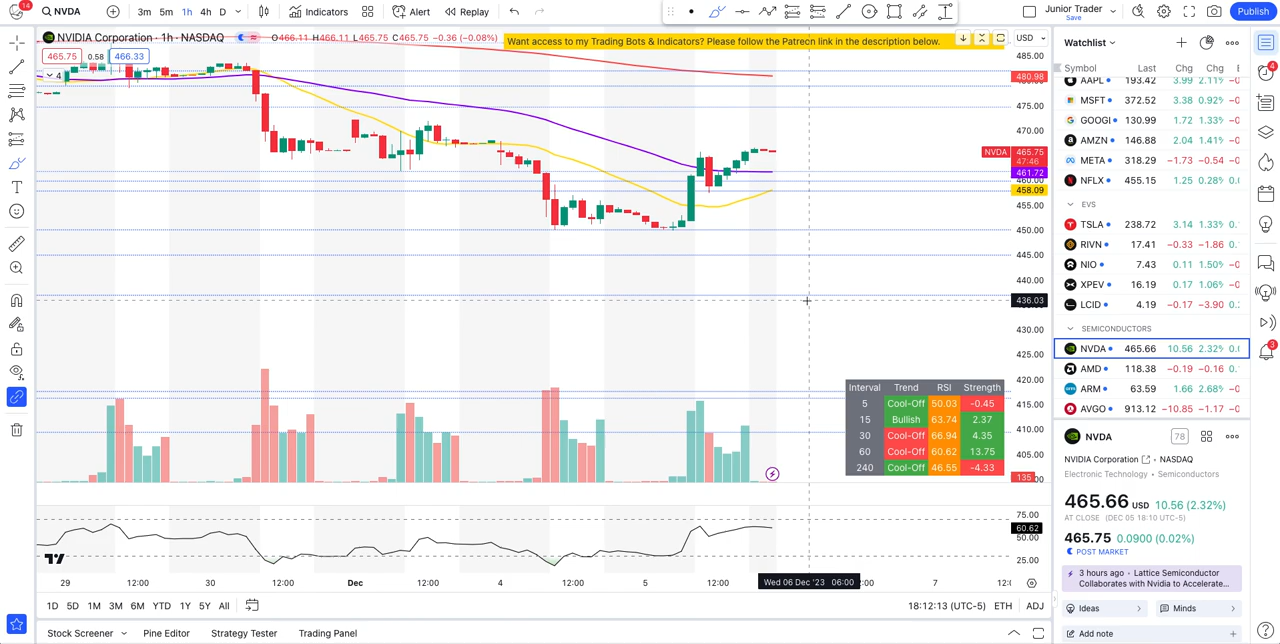 14 NVDA 3m 5m 1h 4h D Indicators Alert Replay Junior Trader Save Publish
NVIDIA Corporation · 1h · NASDAQ O466.11 H466.11 L465.75 C465.75 −0.36 (−0.08%)
Want access to my Trading Bots & Indicators? Please follow the Patreon link in the description below.
USD
465.75 0.58 466.33
4
485.00
480.98
475.00
470.00
NVDA 465.75
47:46
461.72
460.00
458.09
455.00
450.00
445.00
440.00
436.03
430.00
425.00
420.00
415.00
410.00
405.00
135
75.00
60.62
50.00
25.00
Interval Trend RSI Strength
5 Cool-Off 50.03 -0.45
15 Bullish 63.74 2.37
30 Cool-Off 66.94 4.35
60 Cool-Off 60.62 13.75
240 Cool-Off 46.55 -4.33
29 12:00 30 12:00 Dec 12:00 4 12:00 5 12:00 Wed 06 Dec '23 06:00 7
1D 5D 1M 3M 6M YTD 1Y 5Y All 18:12:13 (UTC-5) ETH ADJ
Stock Screener Pine Editor Strategy Tester Trading Panel
Watchlist
Symbol Last Chg Chg
AAPL 193.42 3.99 2.11%
MSFT 372.52 3.38 0.92%
GOOGL 130.99 1.72 1.33%
AMZN 146.88 2.04 1.41%
META 318.29 −1.73 −0.54
NFLX 455.15 1.25 0.28%
EVS
TSLA 238.72 3.14 1.33%
RIVN 17.41 −0.33 −1.86
NIO 7.43 0.11 1.50%
XPEV 16.19 0.17 1.06%
LCID 4.19 −0.17 −3.90
SEMICONDUCTORS
NVDA 465.66 10.56 2.32%
AMD 118.38 −0.19 −0.16
ARM 63.59 1.66 2.68%
AVGO 913.12 −10.85 −1.17
NVDA 78
NVIDIA Corporation · NASDAQ
Electronic Technology · Semiconductors
465.66 USD 10.56 (2.32%)
AT CLOSE (DEC 05 18:10 UTC-5)
465.75 0.0900 (0.02%)
POST MARKET
3 hours ago · Lattice Semiconductor
Collaborates with Nvidia to Accelerate...
Ideas Minds
Add note
4
3